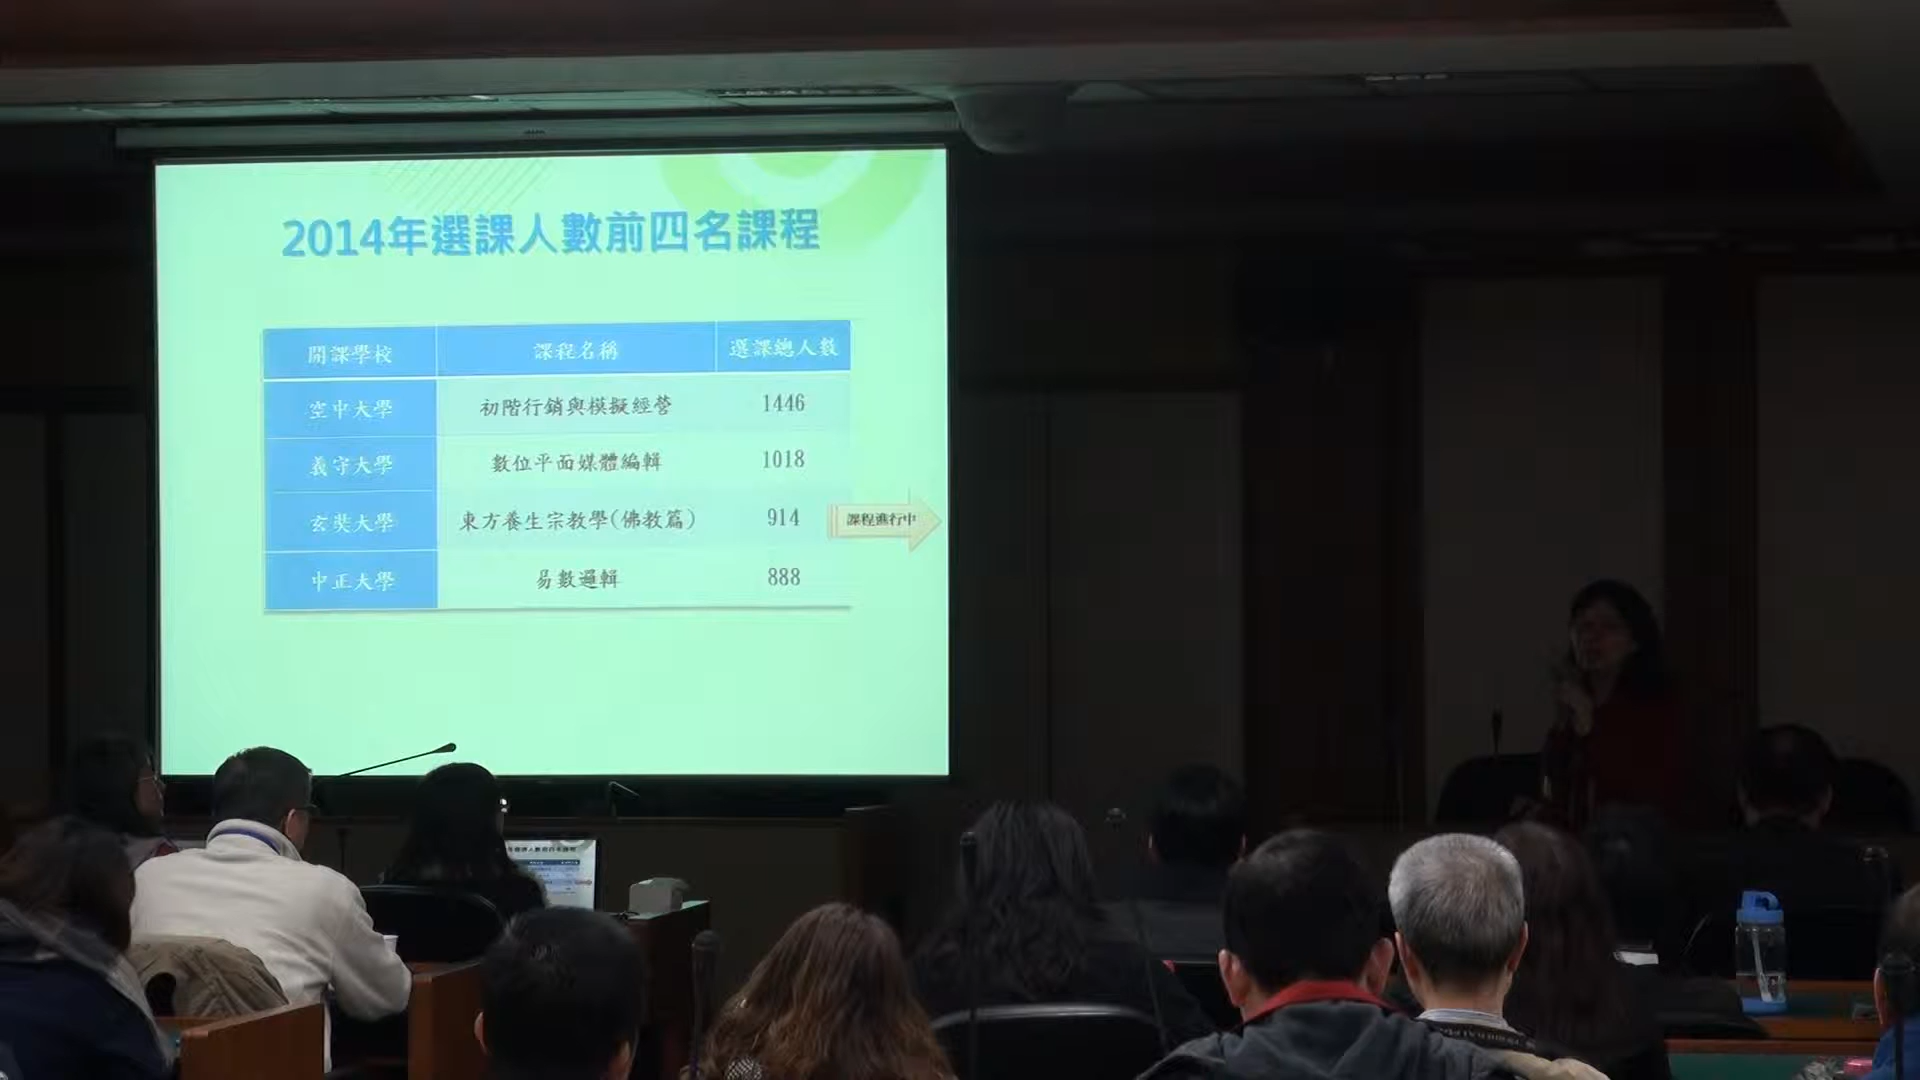 2014年選課人數前四名課程
開課學校 課程名稱 選課總人數
空中大學 初階行銷與模擬經營 1446
義守大學 數位平面媒體編輯 1018
玄奘大學 東方養生宗教學(佛教篇) 914 課程進行中
中正大學 易數邏輯 888